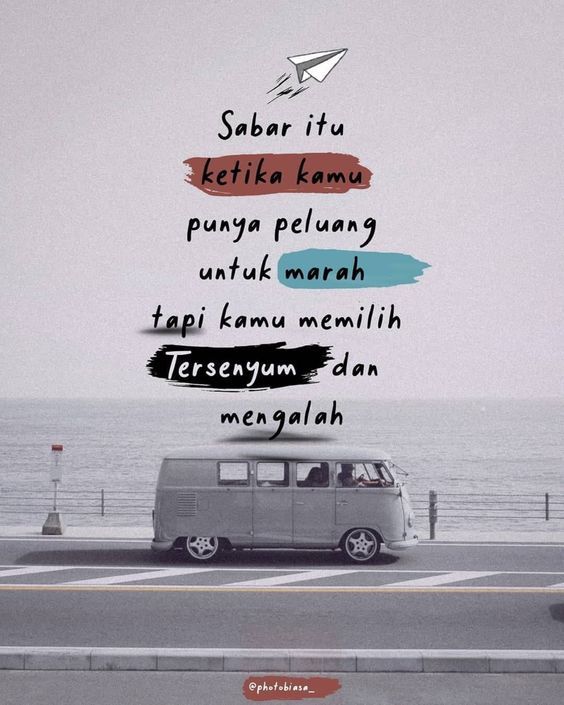 Sabar itu
ketika kamu
punya peluang
untuk marah
tapi kamu memilih
Tersenyum dan
mengalah
@photobiasa_